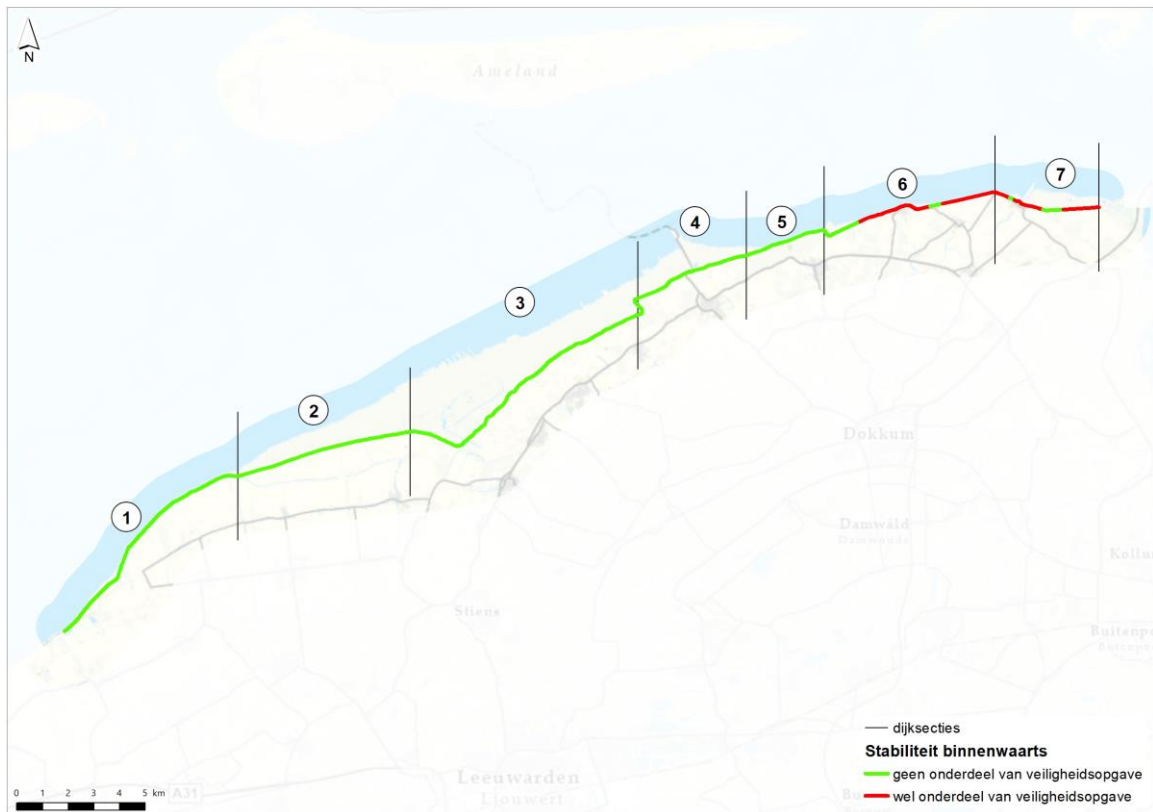 N
Ameland
7
6
5
4
3
2
1
Dokkum
Damwâld
Damwoude
Stiens
Leeuwarden
Ljouwert
A31
dijksecties
Stabiliteit binnenwaarts
geen onderdeel van veiligheidsopgave
wel onderdeel van veiligheidsopgave
0 1 2 3 4 5 km